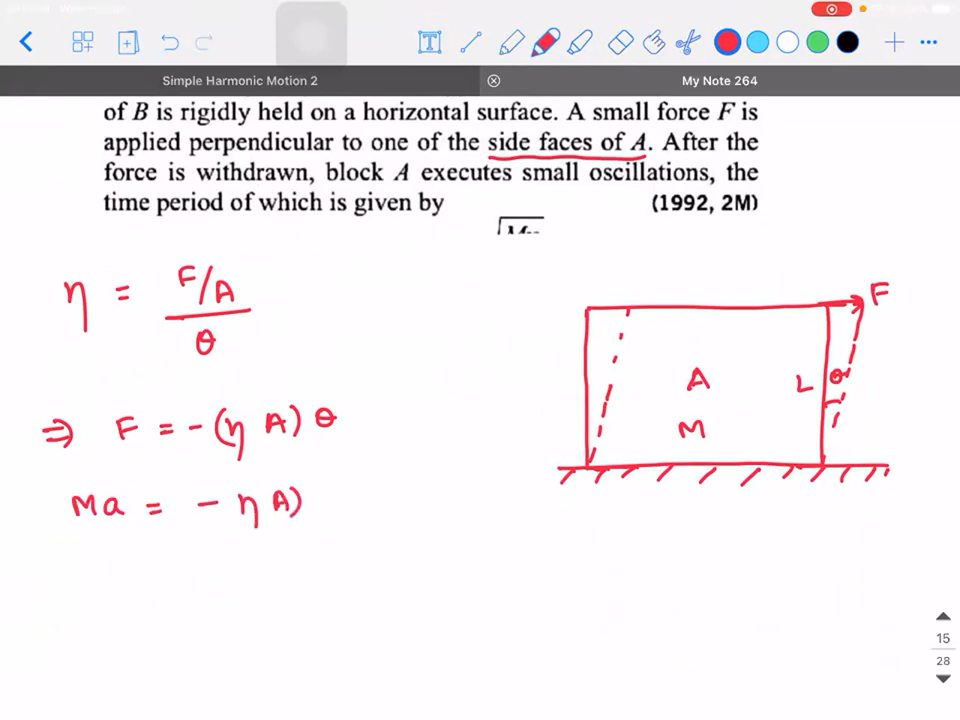 Simple Harmonic Motion 2
My Note 264
of B is rigidly held on a horizontal surface. A small force F is
applied perpendicular to one of the side faces of A. After the
force is withdrawn, block A executes small oscillations, the
time period of which is given by (1992, 2M)
η = F/A
θ
⇒ F = -(η A) θ
Ma = - η A)
F
L θ
A
M
15
28